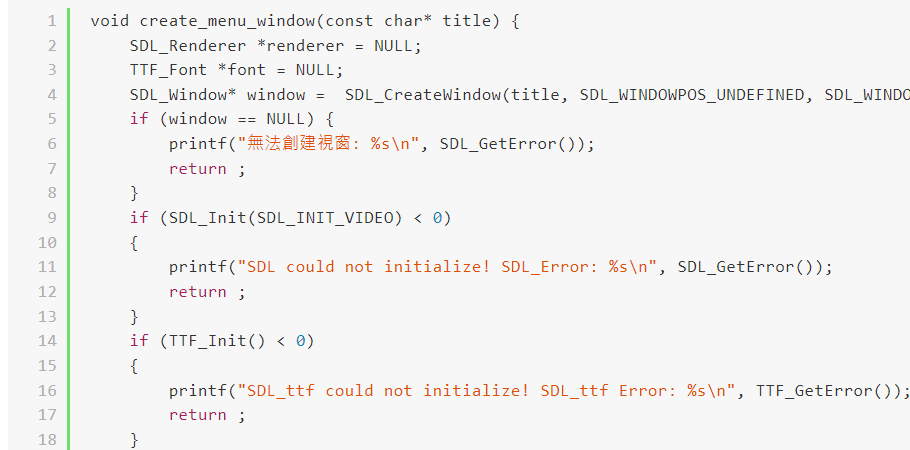 1 void create_menu_window(const char* title) {
2 SDL_Renderer *renderer = NULL;
3 TTF_Font *font = NULL;
4 SDL_Window* window =  SDL_CreateWindow(title, SDL_WINDOWPOS_UNDEFINED, SDL_WINDO
5 if (window == NULL) {
6 printf("無法創建視窗: %s\n", SDL_GetError());
7 return ;
8 }
9 if (SDL_Init(SDL_INIT_VIDEO) < 0)
10 {
11 printf("SDL could not initialize! SDL_Error: %s\n", SDL_GetError());
12 return ;
13 }
14 if (TTF_Init() < 0)
15 {
16 printf("SDL_ttf could not initialize! SDL_ttf Error: %s\n", TTF_GetError());
17 return ;
18 }